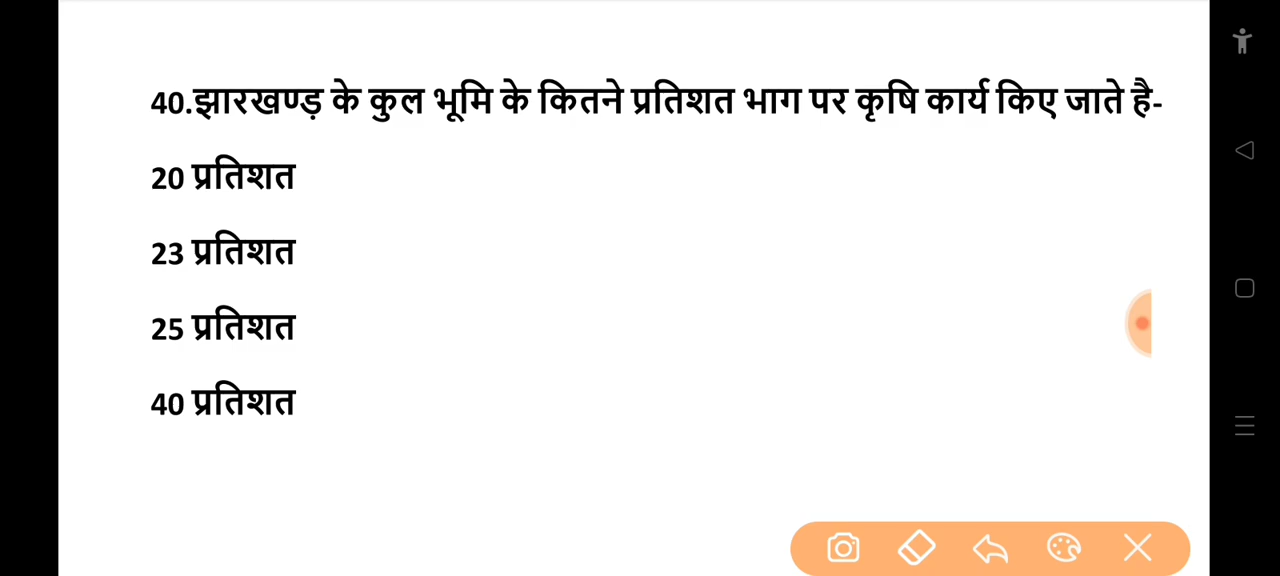 40.झारखण्ड के कुल भूमि के कितने प्रतिशत भाग पर कृषि कार्य किए जाते है-
20 प्रतिशत
23 प्रतिशत
25 प्रतिशत
40 प्रतिशत